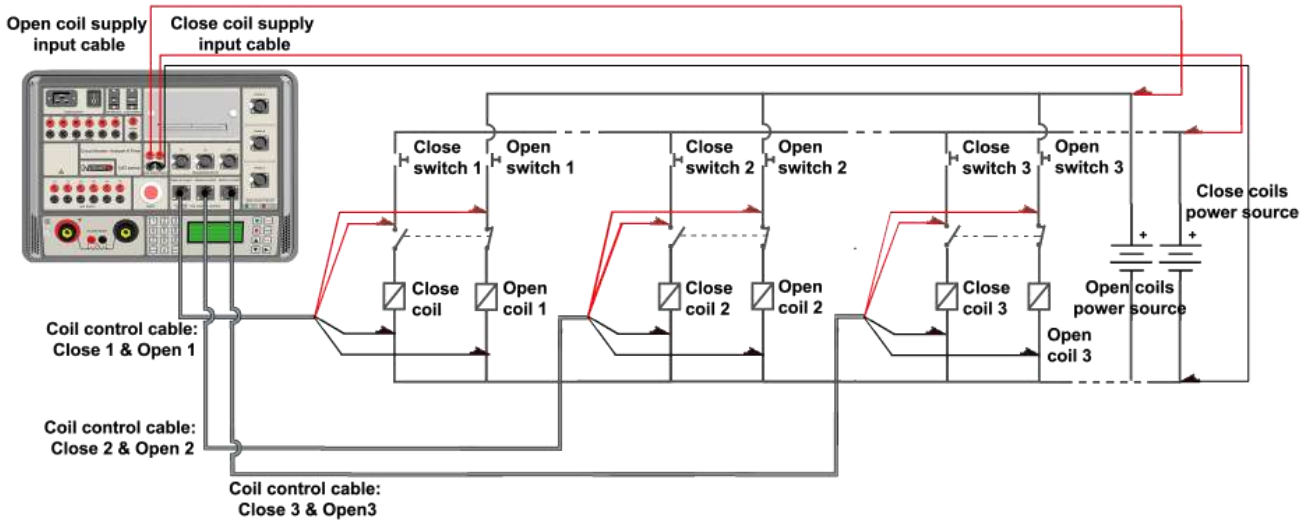 Open coil supply
input cable
Close coil supply
input cable
Close
switch 1
Open
switch 1
Close
switch 2
Open
switch 2
Close
switch 3
Open
switch 3
Close coils
power source
+
+
Close
coil
Open
coil 1
Close
coil 2
Open
coil 2
Close
coil 3
Open coils
power source
Open
coil 3
Coil control cable:
Close 1 & Open 1
Coil control cable:
Close 2 & Open 2
Coil control cable:
Close 3 & Open3